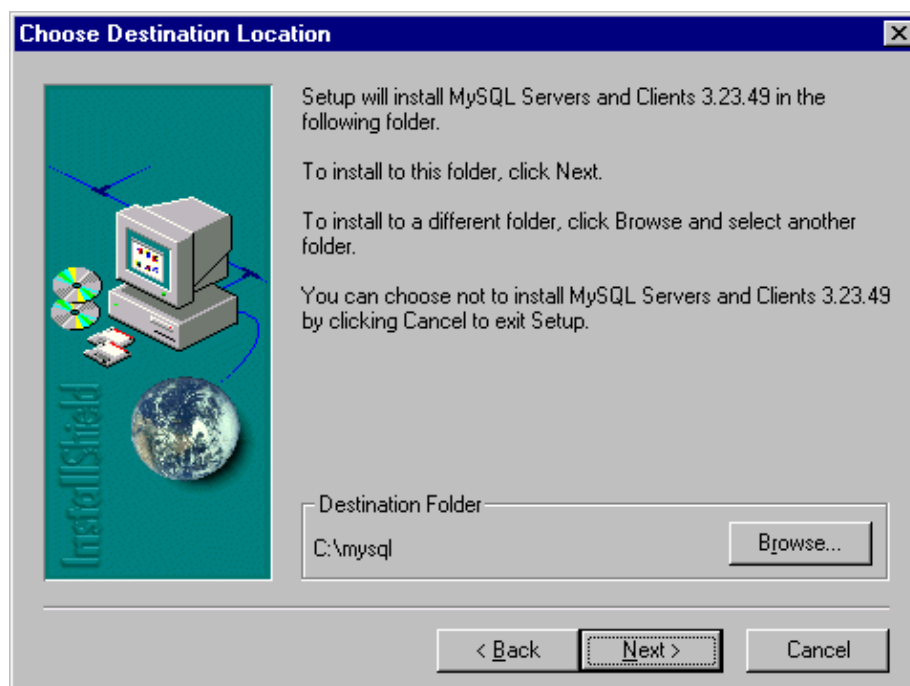 Choose Destination Location
Setup will install MySQL Servers and Clients 3.23.49 in the
following folder.
To install to this folder, click Next.
To install to a different folder, click Browse and select another
folder.
You can choose not to install MySQL Servers and Clients 3.23.49
by clicking Cancel to exit Setup.
InstallShield
Destination Folder
C:\mysql
Browse...
< Back
Next >
Cancel